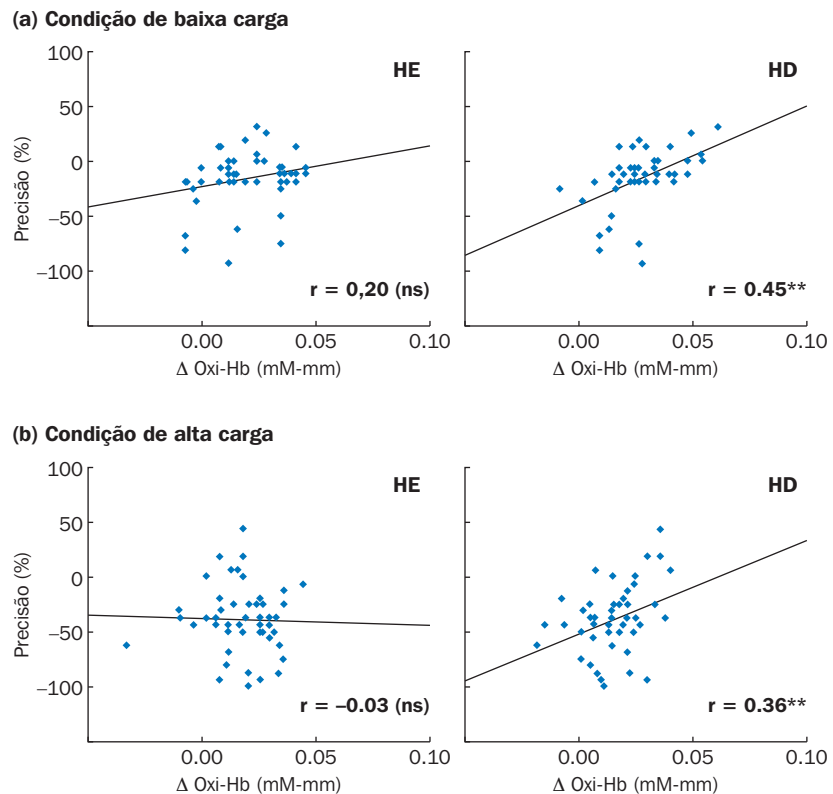 (a) Condição de baixa carga
HE
HD
100
50
0
−50
−100
Precisão (%)
r = 0,20 (ns)
r = 0.45**
0.00 0.05 0.10
0.00 0.05 0.10
Δ Oxi-Hb (mM-mm)
Δ Oxi-Hb (mM-mm)
(b) Condição de alta carga
HE
HD
100
50
0
−50
−100
Precisão (%)
r = −0.03 (ns)
r = 0.36**
0.00 0.05 0.10
0.00 0.05 0.10
Δ Oxi-Hb (mM-mm)
Δ Oxi-Hb (mM-mm)